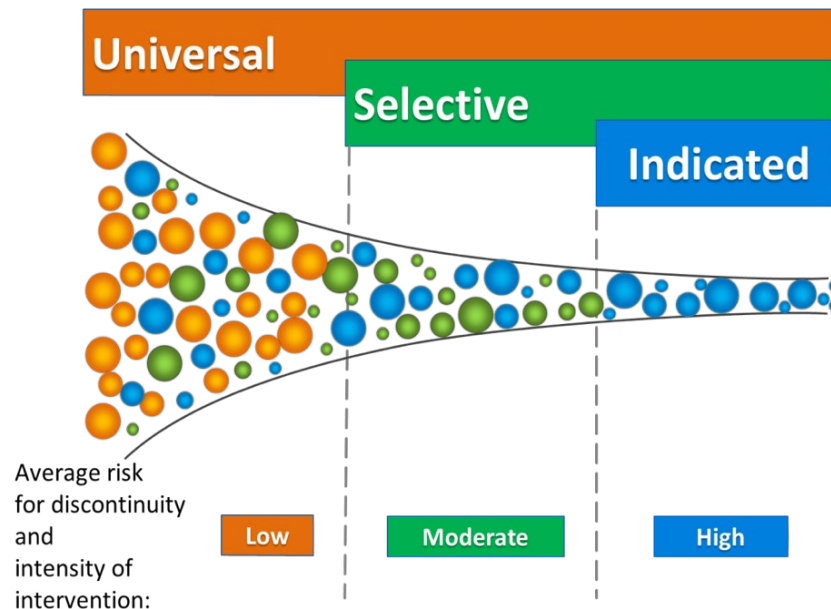 Universal
Selective
Indicated
Average risk
for discontinuity
and
intensity of
intervention:
Low
Moderate
High